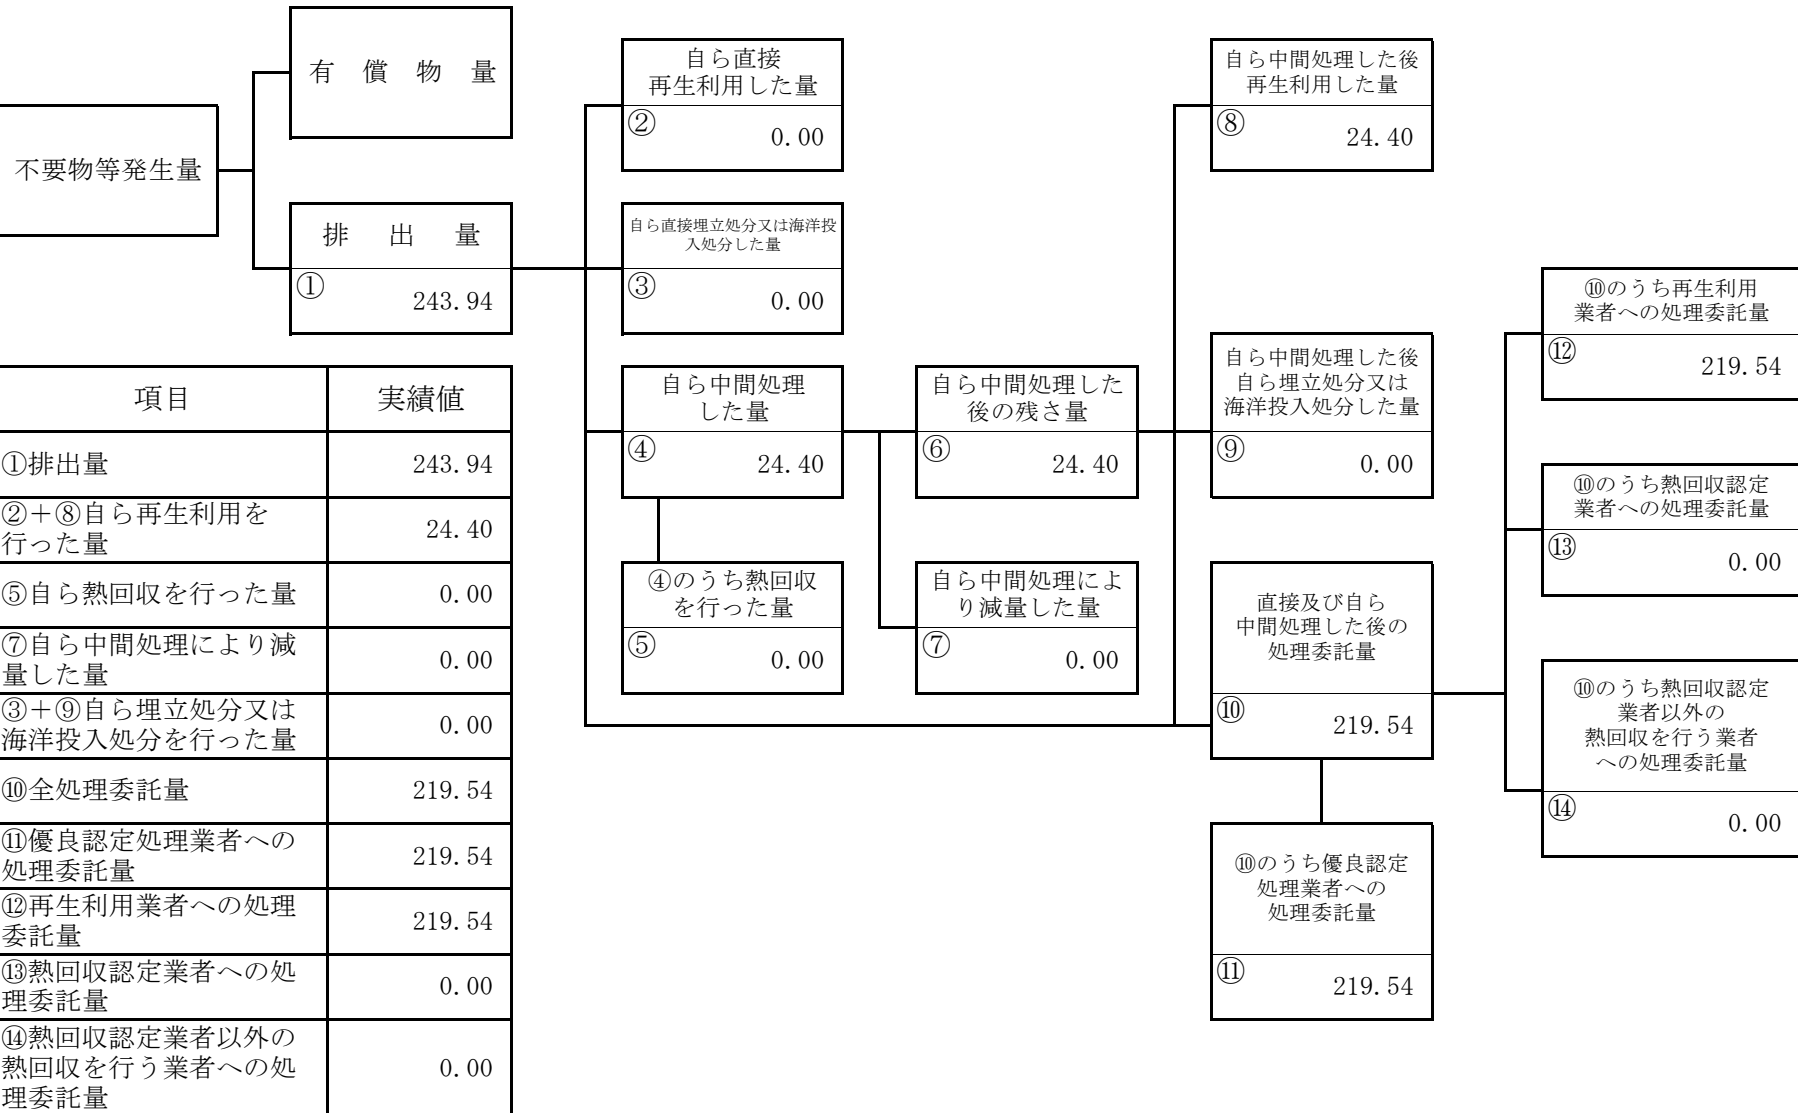 有償物量
不要物等発生量
排出量
①
243.94
自ら直接
再生利用した量
②
0.00
自ら直接埋立処分又は海洋投
入処分した量
③
0.00
自ら中間処理
した量
④
24.40
④のうち熱回収
を行った量
⑤
0.00
自ら中間処理した
後の残さ量
⑥
24.40
自ら中間処理によ
り減量した量
⑦
0.00
自ら中間処理した後
再生利用した量
⑧
24.40
自ら中間処理した後
自ら埋立処分又は
海洋投入処分した量
⑨
0.00
直接及び自ら
中間処理した後の
処理委託量
⑩
219.54
⑩のうち優良認定
処理業者への
処理委託量
⑪
219.54
⑩のうち再生利用
業者への処理委託量
⑫
219.54
⑩のうち熱回収認定
業者への処理委託量
⑬
0.00
⑩のうち熱回収認定
業者以外の
熱回収を行う業者
への処理委託量
⑭
0.00
項目 実績値
①排出量 243.94
②＋⑧自ら再生利用を
行った量 24.40
⑤自ら熱回収を行った量 0.00
⑦自ら中間処理により減
量した量 0.00
③＋⑨自ら埋立処分又は
海洋投入処分を行った量 0.00
⑩全処理委託量 219.54
⑪優良認定処理業者への
処理委託量 219.54
⑫再生利用業者への処理
委託量 219.54
⑬熱回収認定業者への処
理委託量 0.00
⑭熱回収認定業者以外の
熱回収を行う業者への処
理委託量 0.00